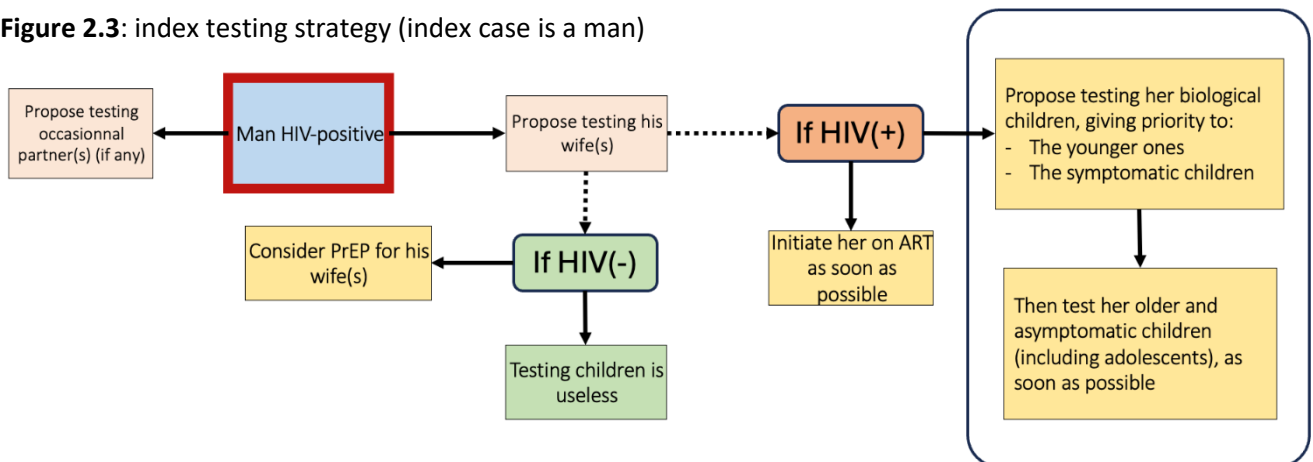 Figure 2.3: index testing strategy (index case is a man)
Propose testing
occasionnal
partner(s) (if any)
Man HIV-positive
Propose testing his
wife(s)
If HIV(+)
Propose testing her biological
children, giving priority to:
- The younger ones
- The symptomatic children
Consider PrEP for his
wife(s)
If HIV(-)
Initiate her on ART
as soon as
possible
Testing children is
useless
Then test her older and
asymptomatic children
(including adolescents), as
soon as possible